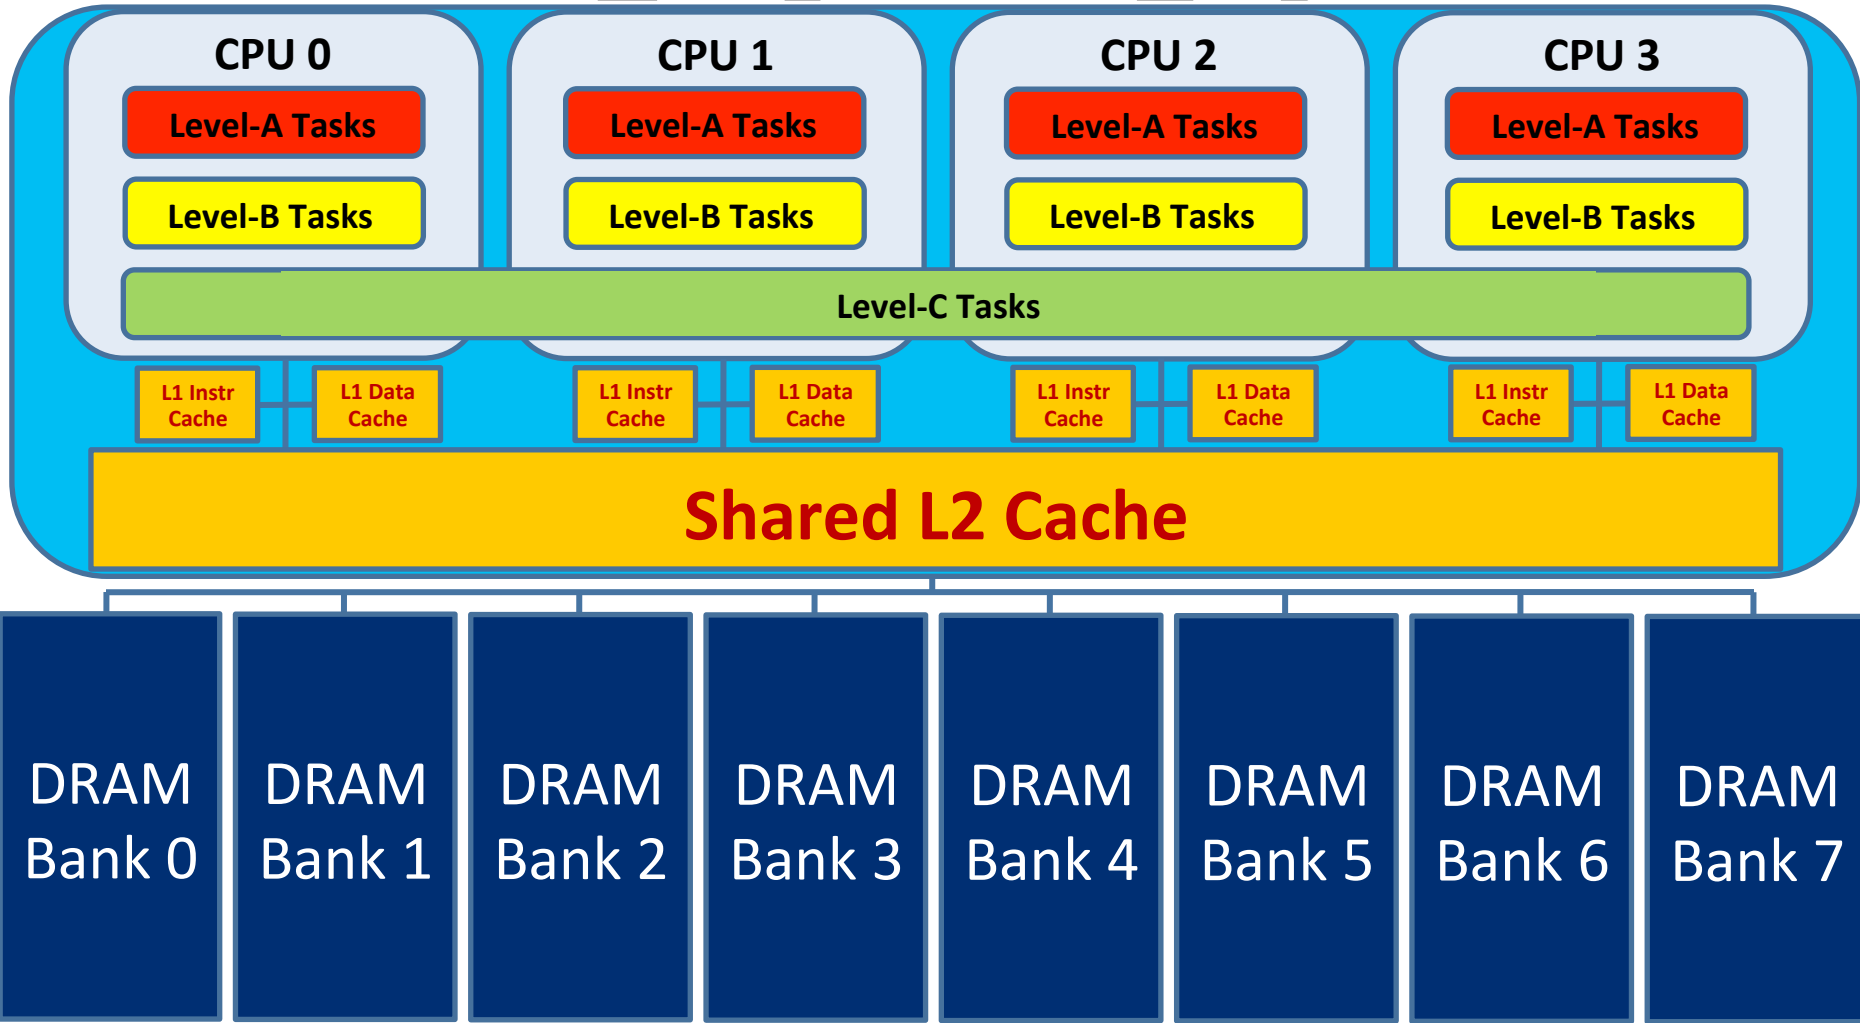 CPU 0
CPU 1
CPU 2
CPU 3
Level-A Tasks
Level-A Tasks
Level-A Tasks
Level-A Tasks
Level-B Tasks
Level-B Tasks
Level-B Tasks
Level-B Tasks
Level-C Tasks
L1 Instr
Cache
L1 Data
Cache
L1 Instr
Cache
L1 Data
Cache
L1 Instr
Cache
L1 Data
Cache
L1 Instr
Cache
L1 Data
Cache
Shared L2 Cache
DRAM
Bank 0
DRAM
Bank 1
DRAM
Bank 2
DRAM
Bank 3
DRAM
Bank 4
DRAM
Bank 5
DRAM
Bank 6
DRAM
Bank 7